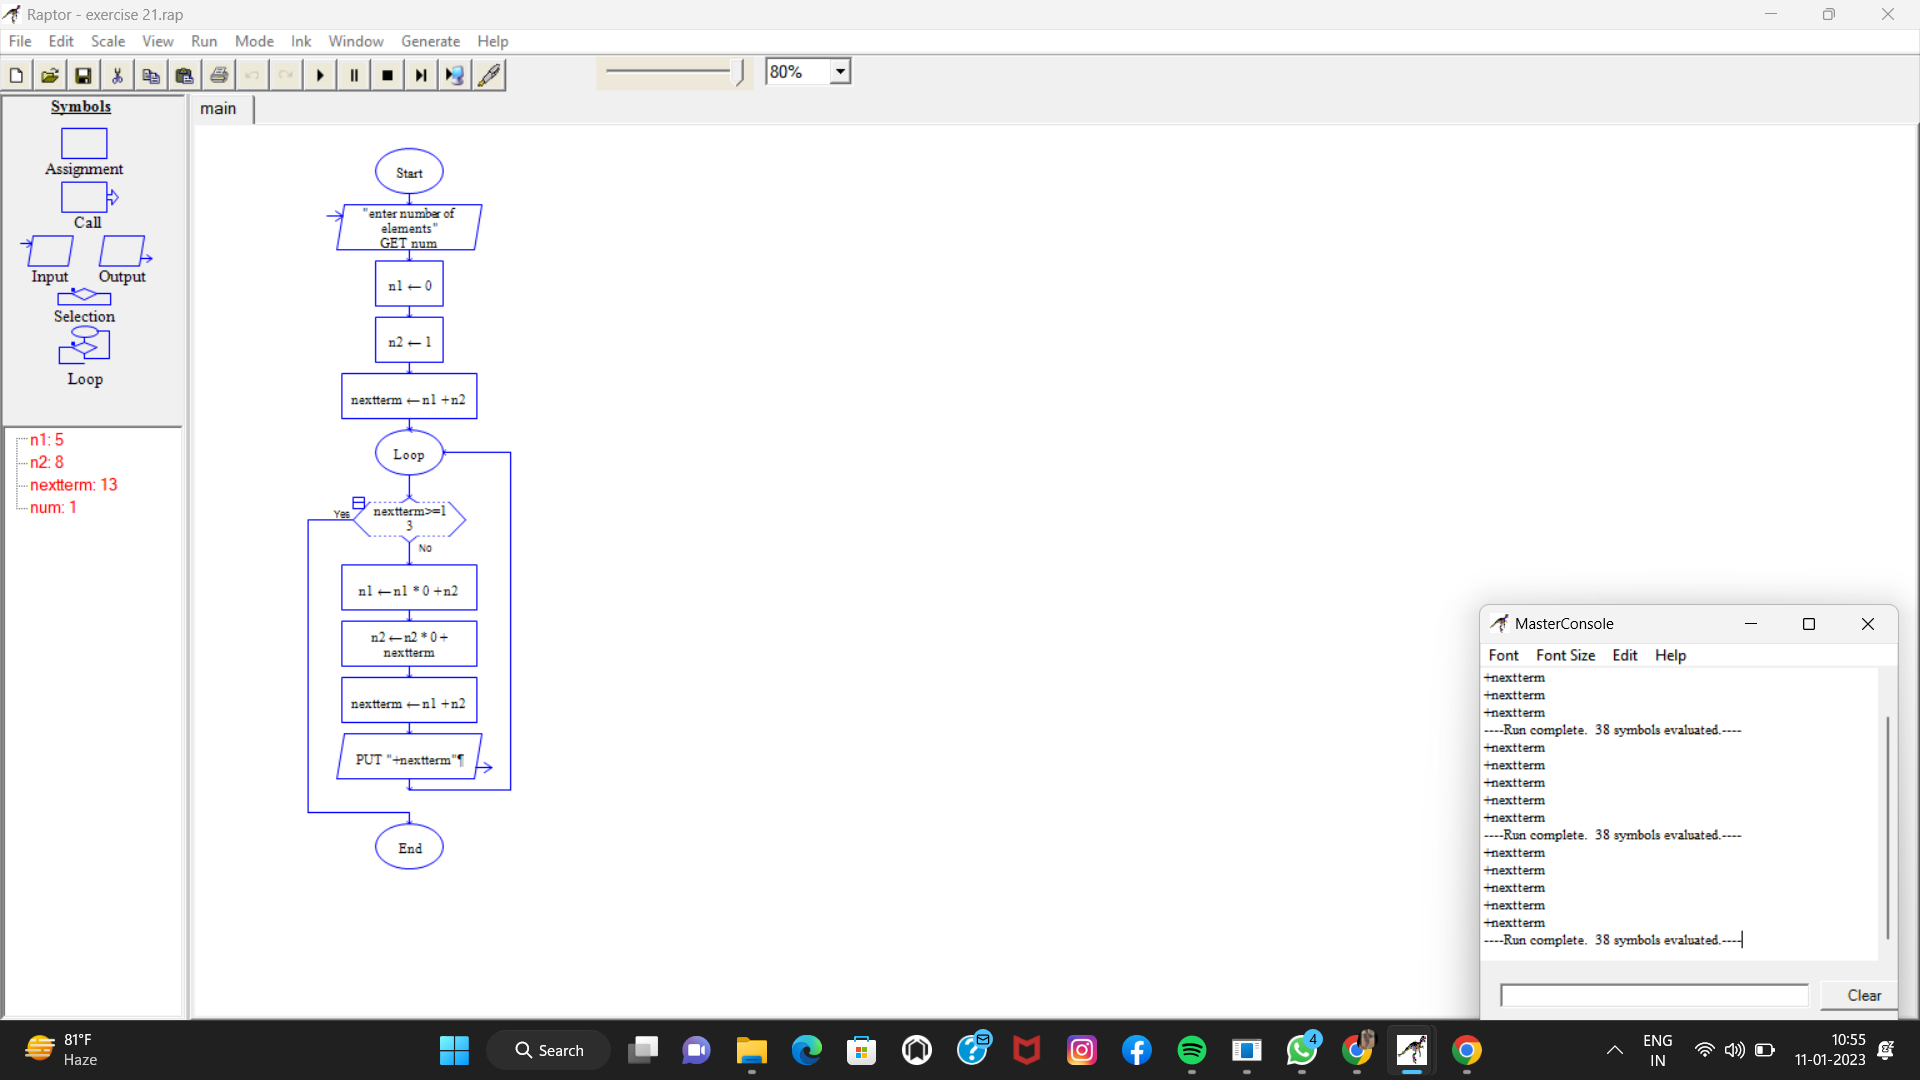 Raptor - exercise 21.rap
File Edit Scale View Run Mode Ink Window Generate Help
80%
Symbols
Assignment
Call
Input Output
Selection
Loop
n1: 5
n2: 8
nextterm: 13
num: 1
main
Start
"enter number of
elements"
GET num
n1 ← 0
n2 ← 1
nextterm ← n1 + n2
Loop
Yes
nextterm>=1
3
No
n1 ← n1 * 0 + n2
n2 ← n2 * 0 +
nextterm
nextterm ← n1 + n2
PUT "+nextterm"¶
End
MasterConsole
Font Font Size Edit Help
+nextterm
+nextterm
+nextterm
----Run complete. 38 symbols evaluated.----
+nextterm
+nextterm
+nextterm
+nextterm
+nextterm
----Run complete. 38 symbols evaluated.----
+nextterm
+nextterm
+nextterm
+nextterm
+nextterm
----Run complete. 38 symbols evaluated.----
Clear
81°F
Haze
Search
4
ENG
IN
10:55
11-01-2023